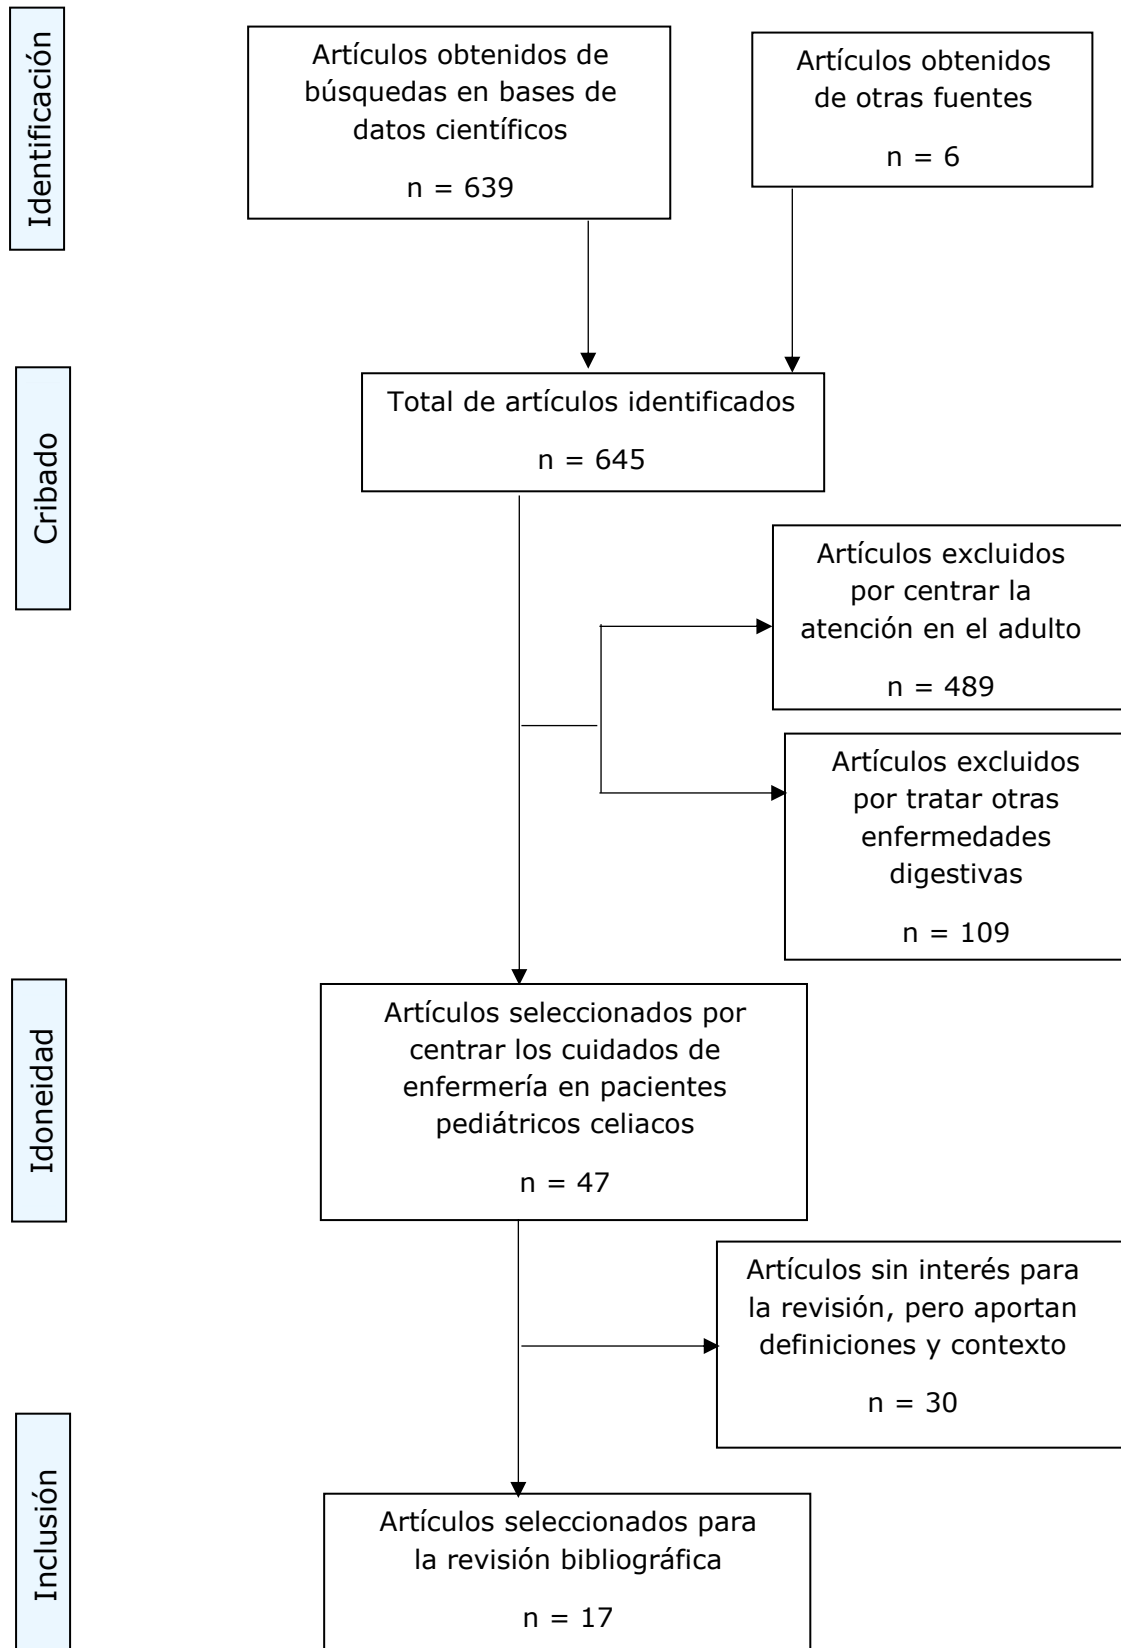 Identificación
Artículos obtenidos de
búsquedas en bases de
datos científicos
n = 639
Artículos obtenidos
de otras fuentes
n = 6
Cribado
Total de artículos identificados
n = 645
Artículos excluidos
por centrar la
atención en el adulto
n = 489
Artículos excluidos
por tratar otras
enfermedades
digestivas
n = 109
Idoneidad
Artículos seleccionados por
centrar los cuidados de
enfermería en pacientes
pediátricos celiacos
n = 47
Artículos sin interés para
la revisión, pero aportan
definiciones y contexto
n = 30
Inclusión
Artículos seleccionados para
la revisión bibliográfica
n = 17